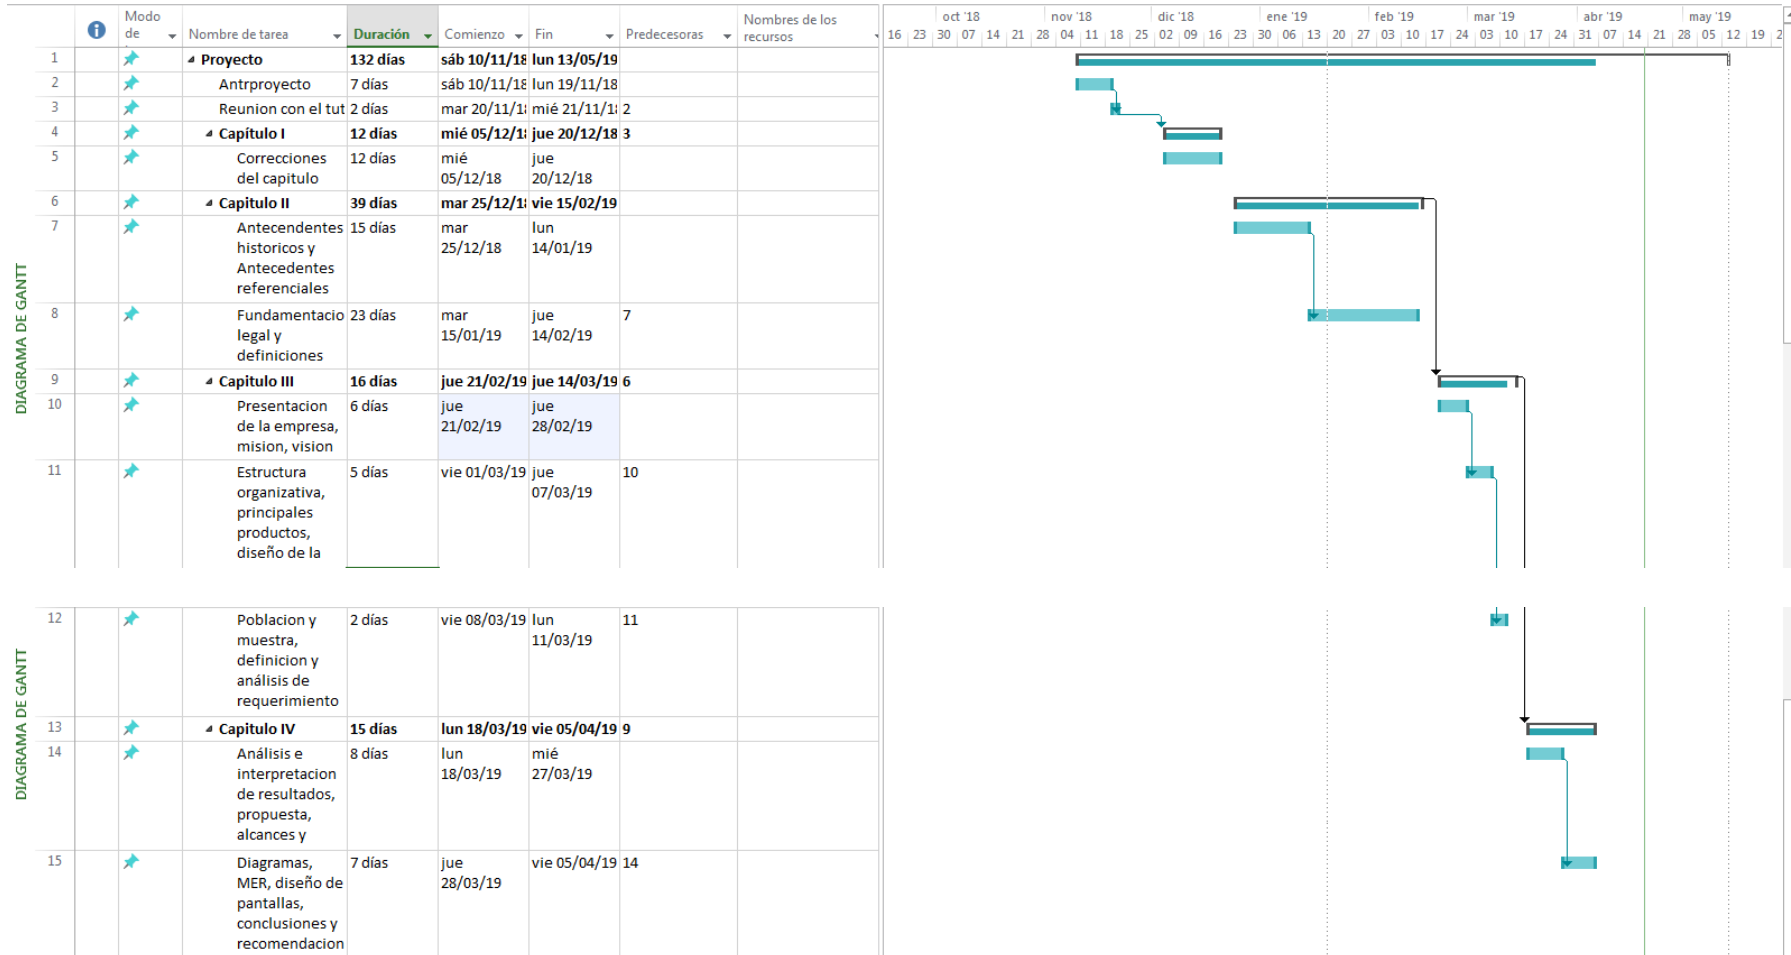 Modo
de
Nombre de tarea
Duración
Comienzo
Fin
Predecesoras
Nombres de los
recursos
oct '18 nov '18 dic '18 ene '19 feb '19 mar '19 abr '19 may '19
16 23 30 07 14 21 28 04 11 18 25 02 09 16 23 30 06 13 20 27 03 10 17 24 03 10 17 24 31 07 14 21 28 05 12 19
DIAGRAMA DE GANTT
1 Proyecto 132 días sáb 10/11/18 lun 13/05/19
2 Antrproyecto 7 días sáb 10/11/18 lun 19/11/18
3 Reunion con el tut 2 días mar 20/11/18 mié 21/11/18 2
4 Capítulo I 12 días mié 05/12/18 jue 20/12/18 3
5 Correcciones 12 días mié jue
del capitulo 05/12/18 20/12/18
6 Capitulo II 39 días mar 25/12/18 vie 15/02/19
7 Antecendentes 15 días mar lun
historicos y 25/12/18 14/01/19
Antecedentes
referenciales
8 Fundamentacio 23 días mar jue 7
legal y 15/01/19 14/02/19
definiciones
9 Capitulo III 16 días jue 21/02/19 jue 14/03/19 6
10 Presentacion 6 días jue jue
de la empresa, 21/02/19 28/02/19
mision, vision
11 Estructura 5 días vie 01/03/19 jue 10
organizativa, 07/03/19
principales
productos,
diseño de la
DIAGRAMA DE GANTT
12 Poblacion y 2 días vie 08/03/19 lun 11
muestra, 11/03/19
definicion y
análisis de
requerimiento
13 Capitulo IV 15 días lun 18/03/19 vie 05/04/19 9
14 Análisis e 8 días lun mié
interpretacion 18/03/19 27/03/19
de resultados,
propuesta,
alcances y
15 Diagramas, 7 días jue vie 05/04/19 14
MER, diseño de 28/03/19
pantallas,
conclusiones y
recomendacion